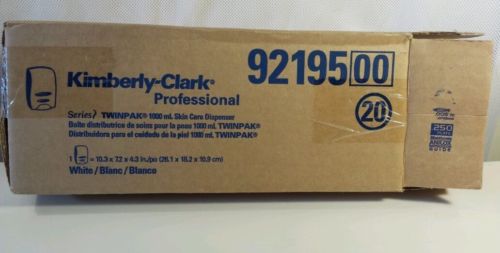 Kimberly-Clark®
Professional
92195 00
20
Series i TWINPAK® 1000 mL Skin Care Dispenser
Boîte distributrice de soins pour la peau 1000 mL TWINPAK®
Distribuidora para el cuidado de la piel 1000 mL TWINPAK®
1 = 10.3 x 7.2 x 4.3 in./po (26.1 x 18.2 x 10.9 cm)
White / Blanc / Blanco
250